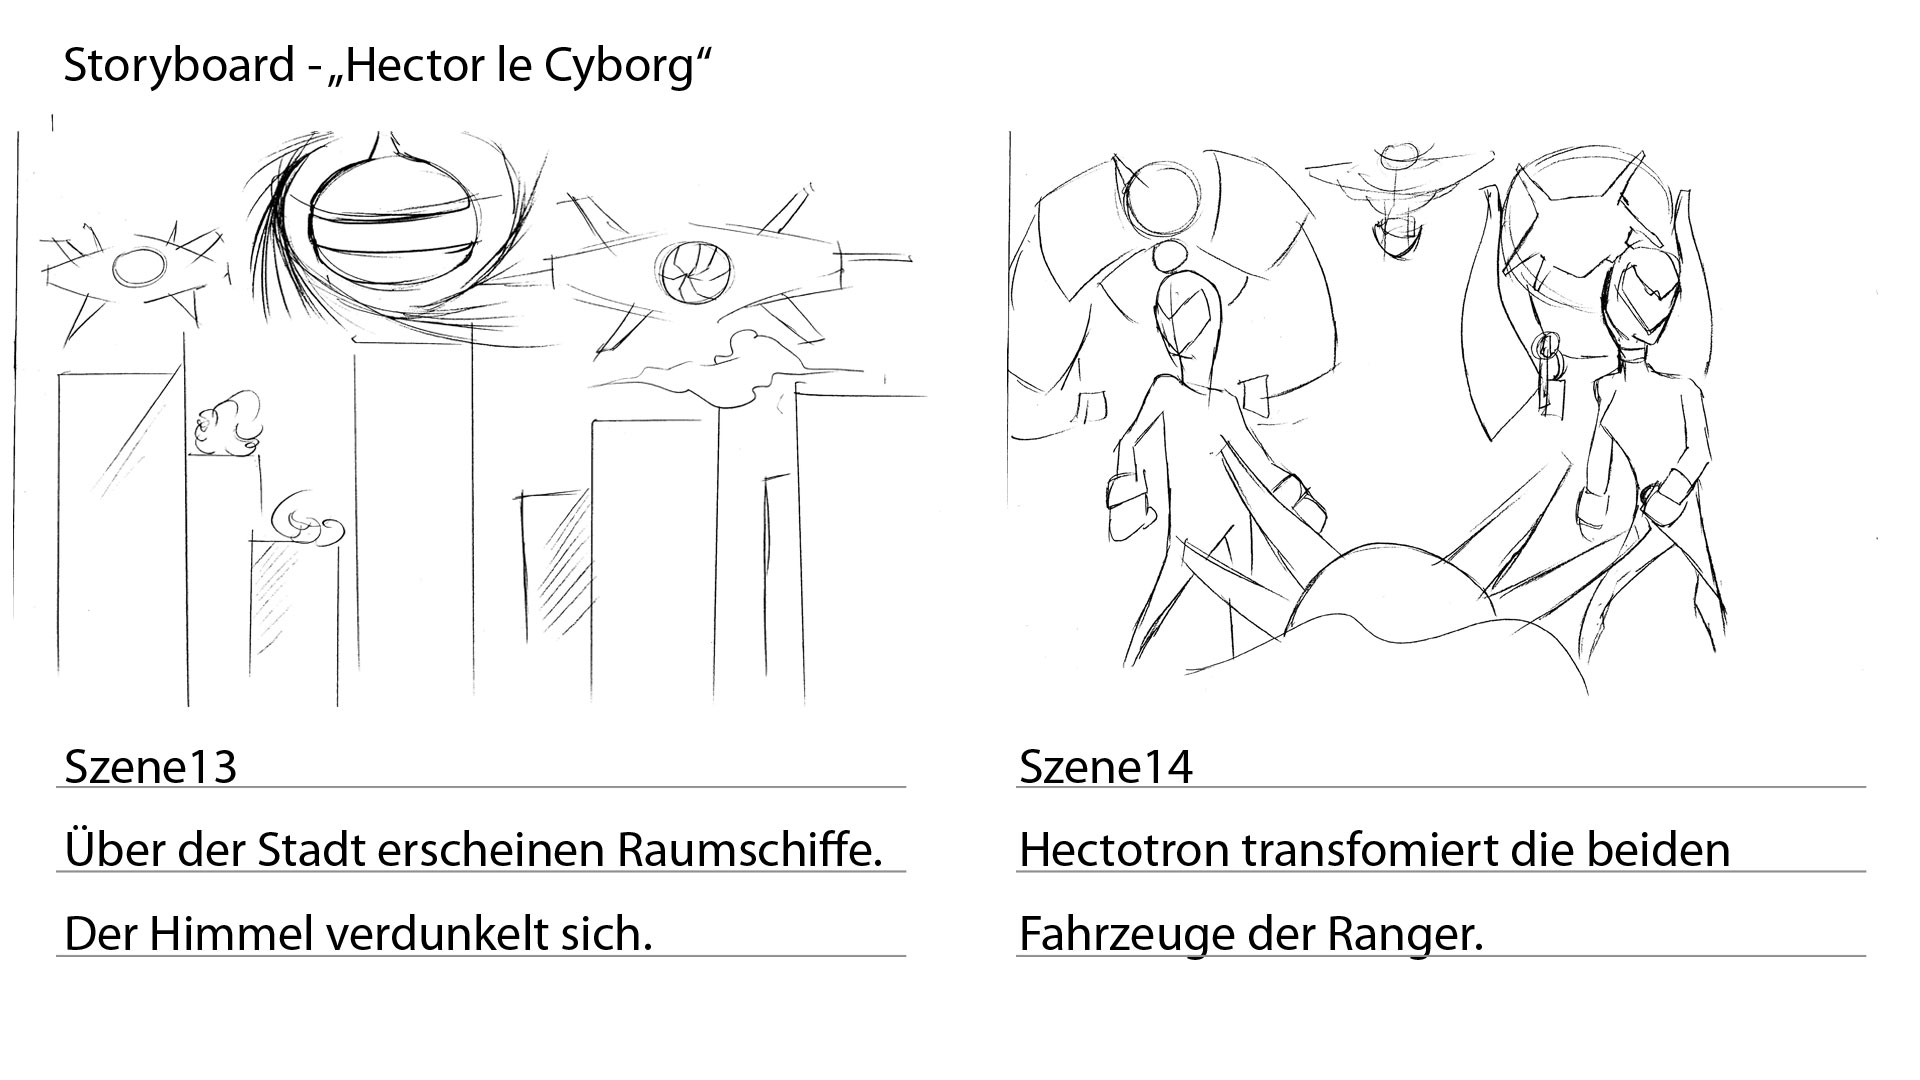 Storyboard - „Hector le Cyborg“
Szene13
Über der Stadt erscheinen Raumschiffe.
Der Himmel verdunkelt sich.
Szene14
Hectotron transfomiert die beiden
Fahrzeuge der Ranger.